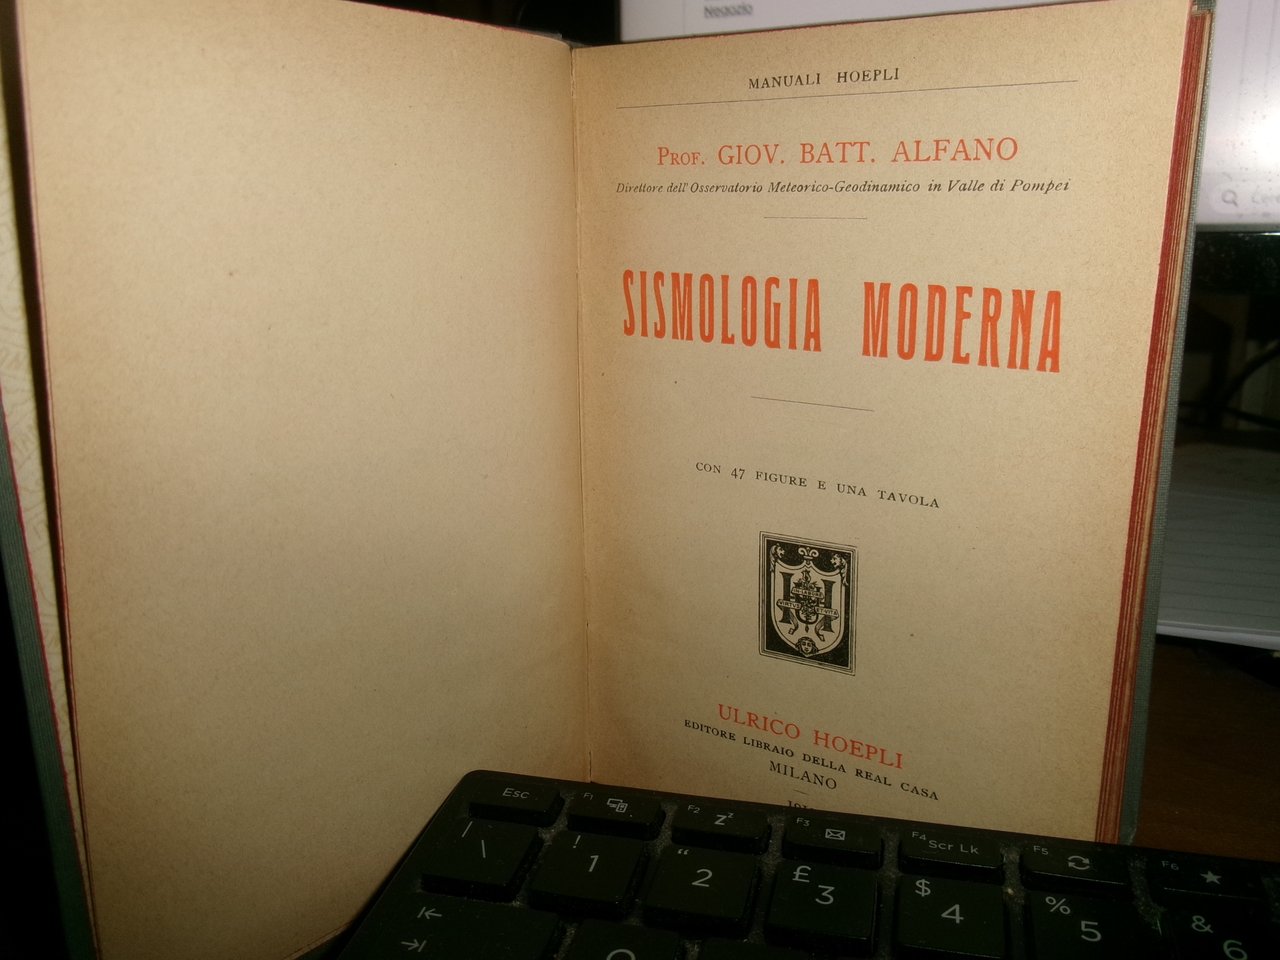 Negozio
MANUALI HOEPLI
PROF. GIOV. BATT. ALFANO
Direttore dell'Osservatorio Meteorico-Geodinamico in Valle di Pompei
SISMOLOGIA MODERNA
CON 47 FIGURE E UNA TAVOLA
ULRICO HOEPLI
EDITORE LIBRAIO DELLA REAL CASA
MILANO
Esc
F1
F2
F3
F4
Scr Lk
F5
F6
| \
! 1
" 2
£ 3
$ 4
% 5
& 6